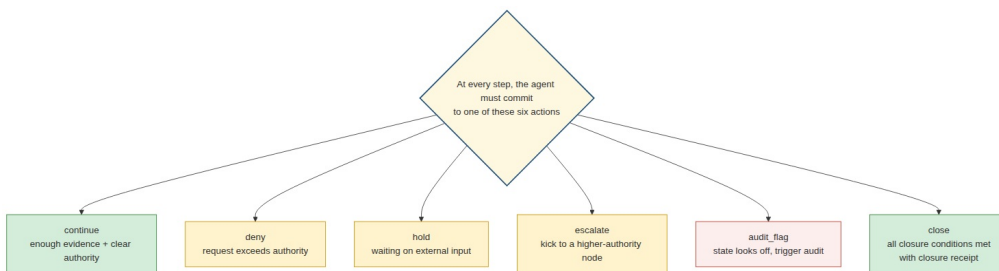 At every step, the agent
must commit
to one of these six actions
continue
enough evidence + clear
authority
deny
request exceeds authority
hold
waiting on external input
escalate
kick to a higher-authority
node
audit_flag
state looks off, trigger audit
close
all closure conditions met
with closure receipt